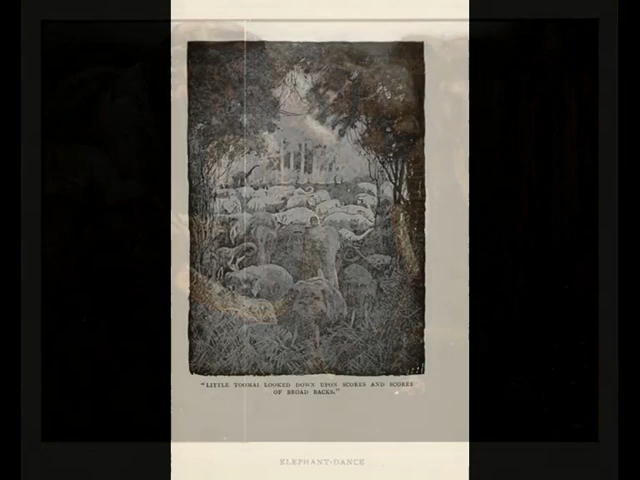 "LITTLE TOOMAI LOOKED DOWN UPON SCORES AND SCORES
OF BROAD BACKS."
ELEPHANT-DANCE